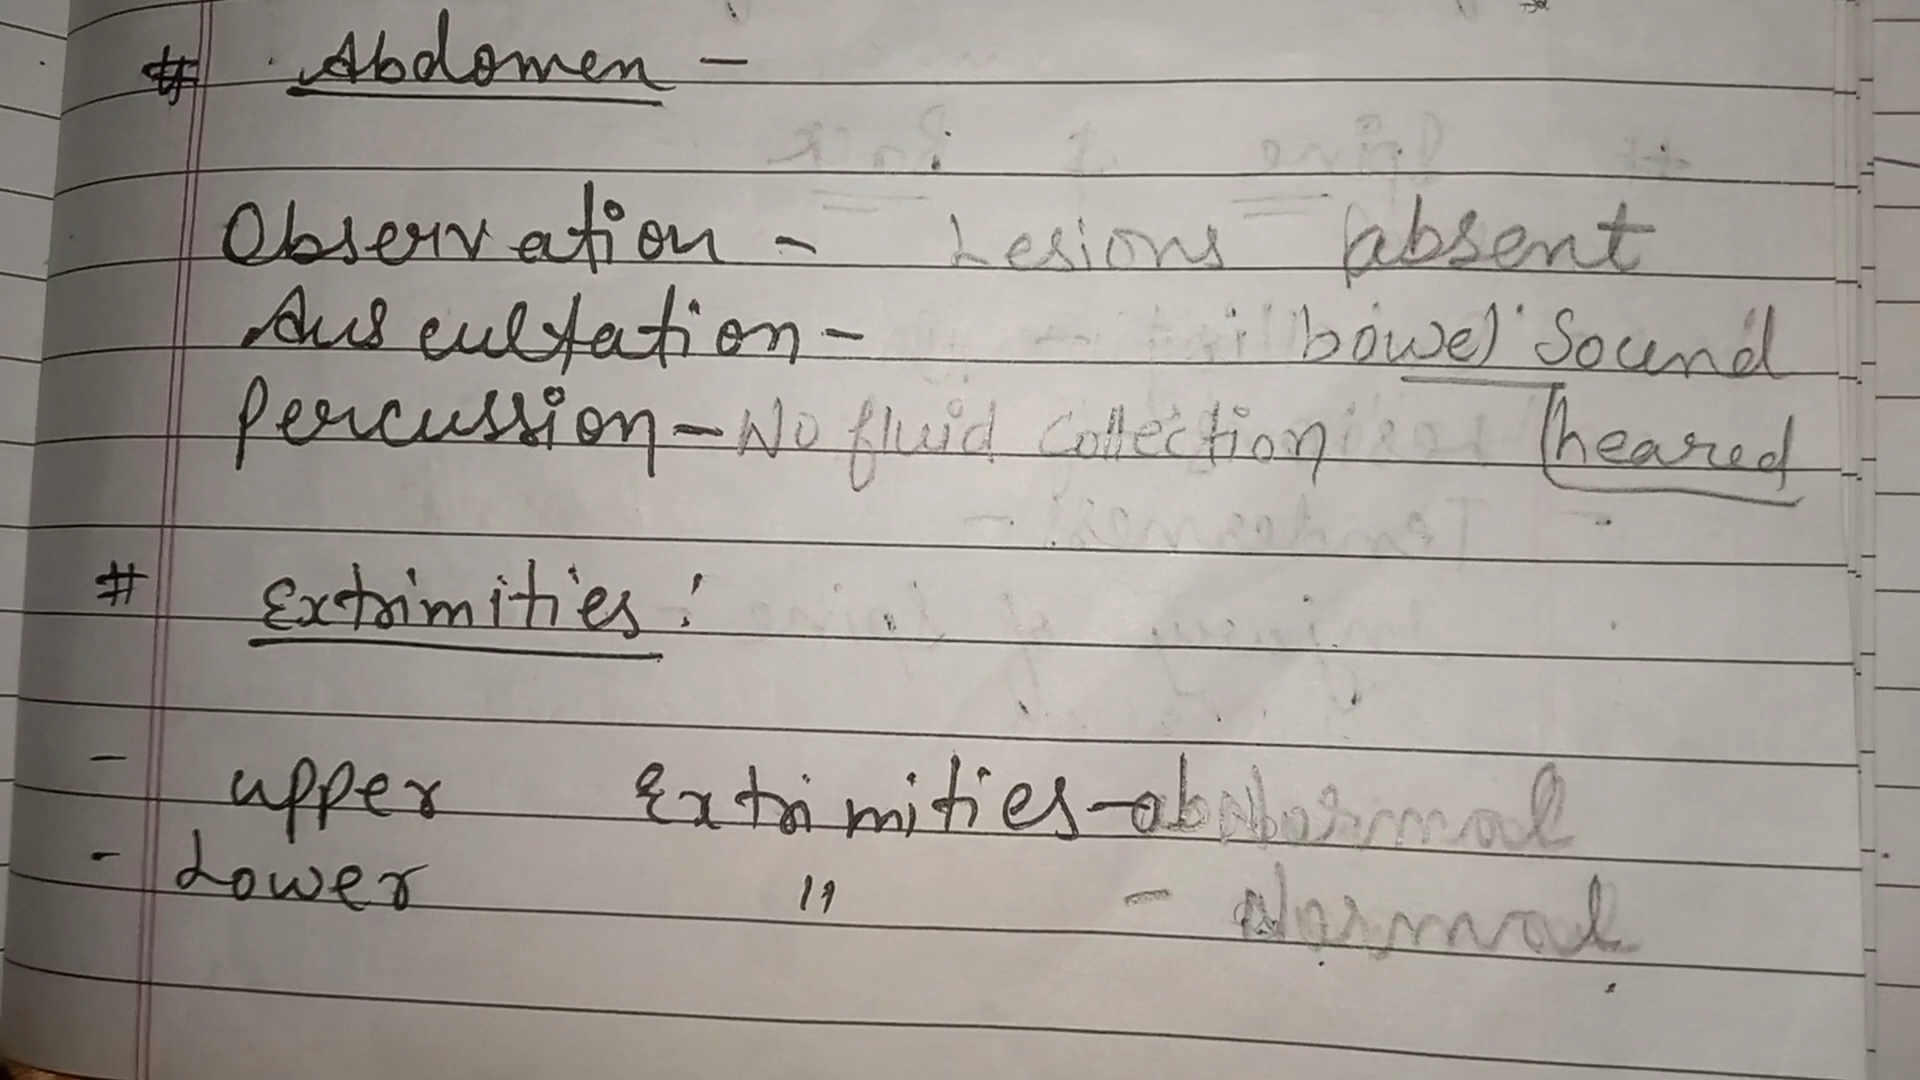 # Abdomen -
Observation - Lesions absent
Auscultation - bowel sound
Percussion - No fluid collection heared
# Extrimities :
- upper Extrimities - abNormal
- Lower " - Normal